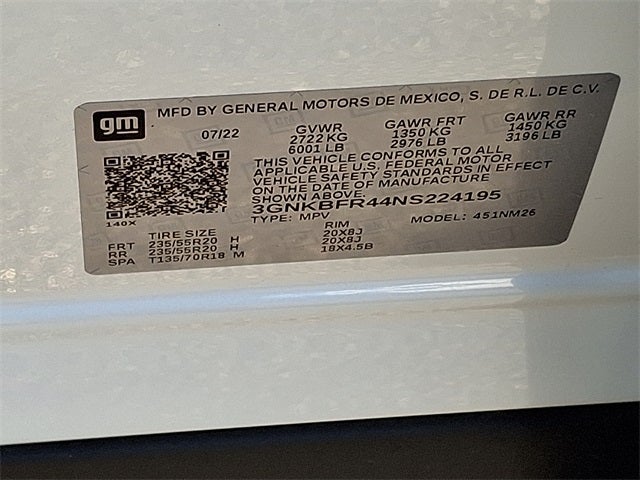 gm
MFD BY GENERAL MOTORS DE MEXICO, S. DE R.L. DE C.V.
07/22 GVWR GAWR FRT GAWR RR
2722 KG 1350 KG 1450 KG
6001 LB 2976 LB 3196 LB
THIS VEHICLE CONFORMS TO ALL
APPLICABLE U.S. FEDERAL MOTOR
VEHICLE SAFETY STANDARDS IN EFFECT
ON THE DATE OF MANUFACTURE
SHOWN ABOVE.
3GNKBFR44NS224195
140X TYPE: MPV MODEL: 451NM26
TIRE SIZE RIM
FRT 235/55R20 H 20X8J
RR 235/55R20 H 20X8J
SPA T135/70R18 M 18X4.5B